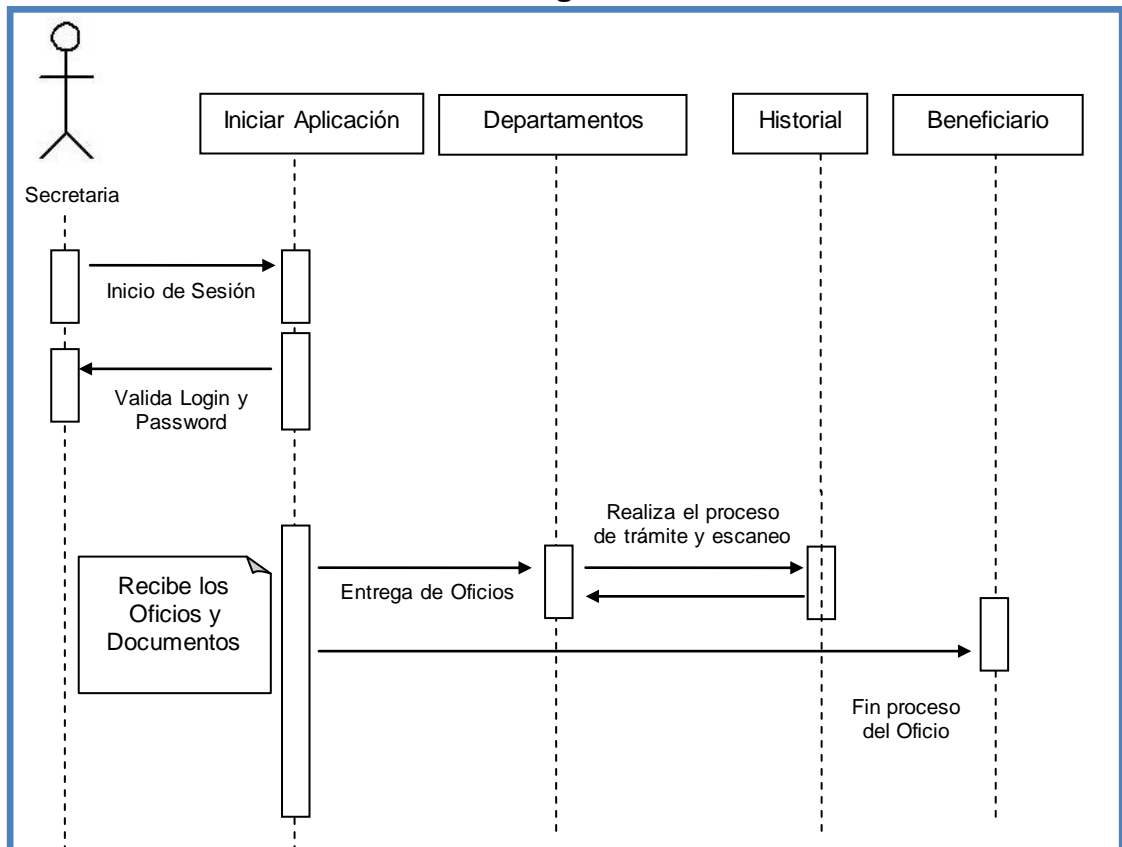 Iniciar Aplicación
Departamentos
Historial
Beneficiario
Secretaria
Inicio de Sesión
Valida Login y
Password
Realiza el proceso
de trámite y escaneo
Recibe los
Oficios y
Documentos
Entrega de Oficios
Fin proceso
del Oficio